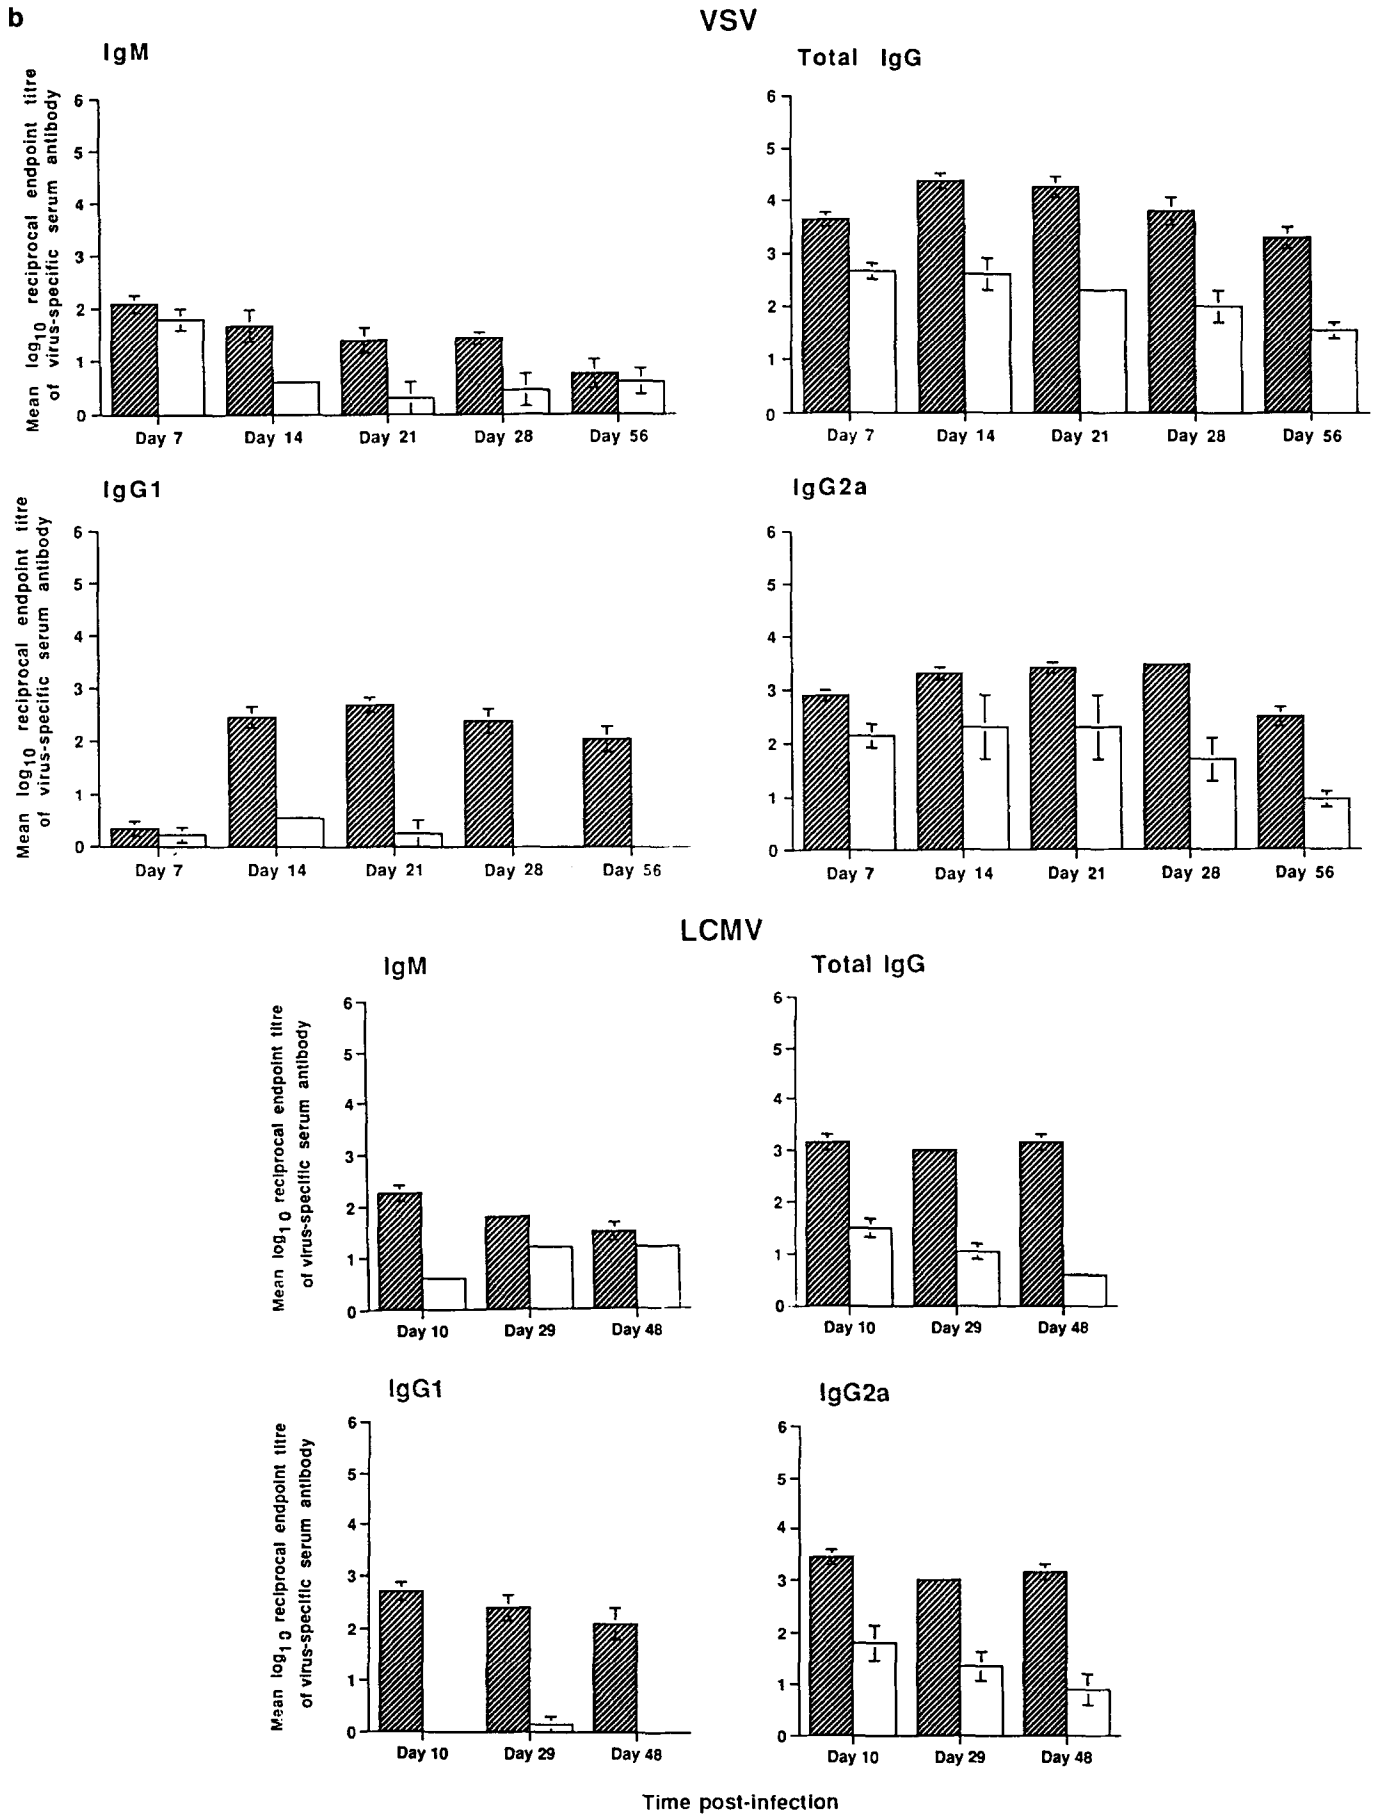 b
VSV
IgM
Mean log10 reciprocal endpoint titre
of virus-specific serum antibody
6
5
4
3
2
1
0
Day 7
Day 14
Day 21
Day 28
Day 56
Total IgG
6
5
4
3
2
1
0
Day 7
Day 14
Day 21
Day 28
Day 56
IgG1
Mean log10 reciprocal endpoint titre
of virus-specific serum antibody
6
5
4
3
2
1
0
Day 7
Day 14
Day 21
Day 28
Day 56
IgG2a
6
5
4
3
2
1
0
Day 7
Day 14
Day 21
Day 28
Day 56
LCMV
IgM
Mean log10 reciprocal endpoint titre
of virus-specific serum antibody
6
5
4
3
2
1
0
Day 10
Day 29
Day 48
Total IgG
6
5
4
3
2
1
0
Day 10
Day 29
Day 48
IgG1
Mean log10 reciprocal endpoint titre
of virus-specific serum antibody
6
5
4
3
2
1
0
Day 10
Day 29
Day 48
IgG2a
6
5
4
3
2
1
0
Day 10
Day 29
Day 48
Time post-infection